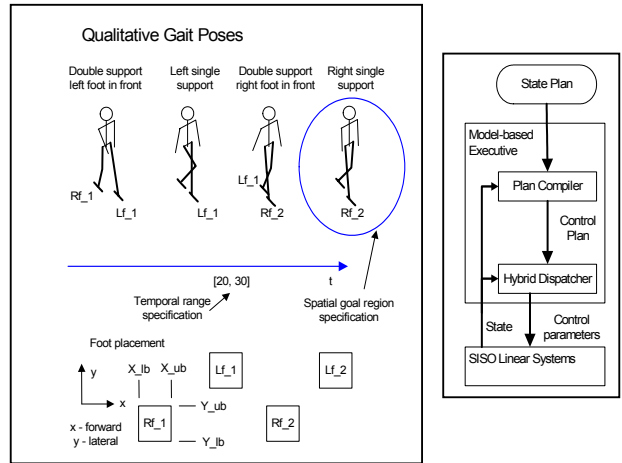 Qualitative Gait Poses
Double support
left foot in front
Left single
support
Double support
right foot in front
Right single
support
Rf_1
Lf_1
Lf_1
Lf_1
Rf_2
Rf_2
[20, 30]
t
Temporal range
specification
Spatial goal region
specification
Foot placement
y
x
x - forward
y - lateral
X_lb
X_ub
Rf_1
Y_ub
Y_lb
Lf_1
Rf_2
Lf_2
State Plan
Model-based
Executive
Plan Compiler
Control
Plan
Hybrid Dispatcher
State
Control
parameters
SISO Linear Systems